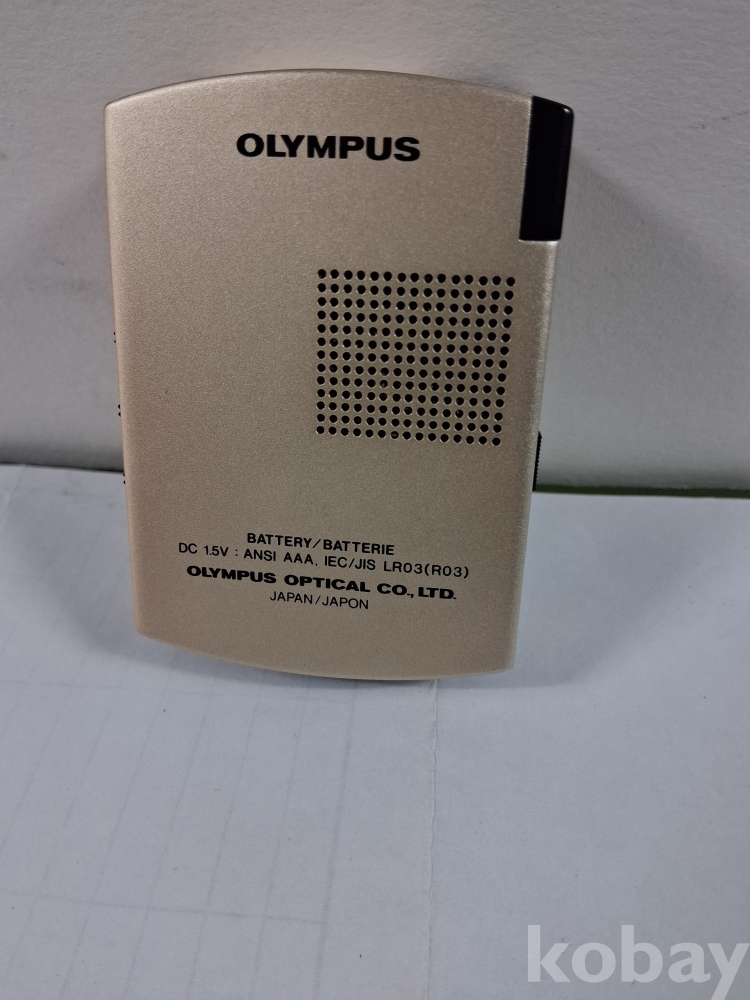 OLYMPUS
BATTERY/BATTERIE
DC 1.5V : ANSI AAA, IEC/JIS LR03(R03)
OLYMPUS OPTICAL CO., LTD.
JAPAN/JAPON
kobay